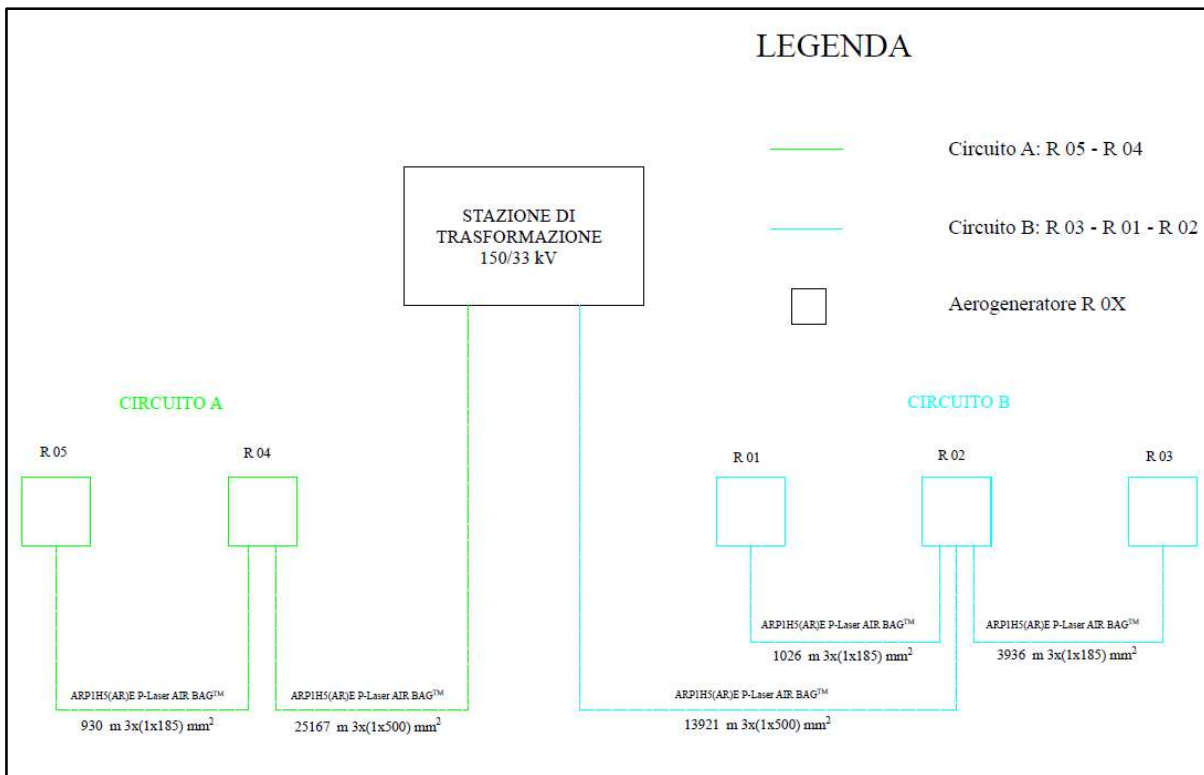 LEGENDA
Circuito A: R 05 - R 04
STAZIONE DI
TRASFORMAZIONE
150/33 kV
Circuito B: R 03 - R 01 - R 02
Aerogeneratore R 0X
CIRCUITO A
CIRCUITO B
R 05
R 04
R 01
R 02
R 03
ARP1H5(AR)E P-Laser AIR BAG™
1026 m 3x(1x185) mm²
ARP1H5(AR)E P-Laser AIR BAG™
3936 m 3x(1x185) mm²
ARP1H5(AR)E P-Laser AIR BAG™
930 m 3x(1x185) mm²
ARP1H5(AR)E P-Laser AIR BAG™
25167 m 3x(1x500) mm²
ARP1H5(AR)E P-Laser AIR BAG™
13921 m 3x(1x500) mm²